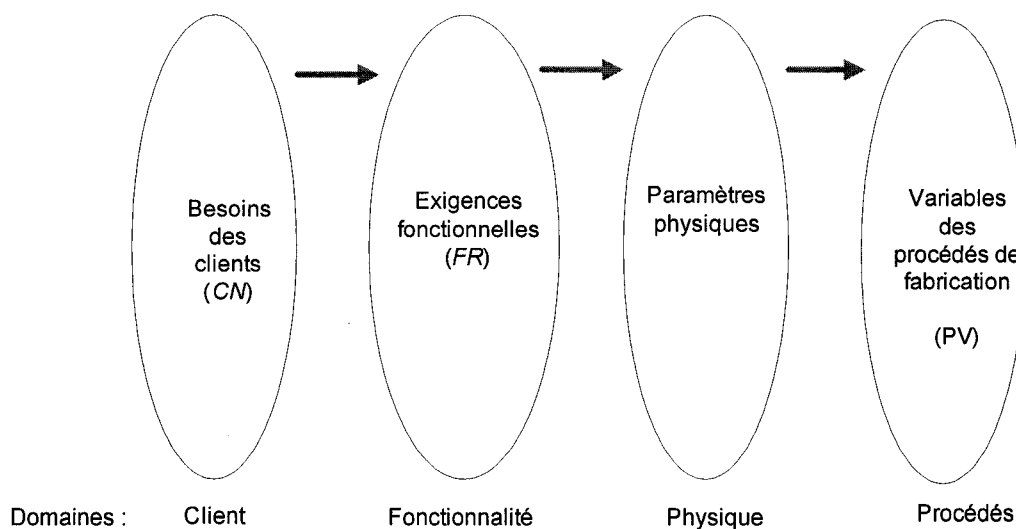 Besoins
des
clients
(CN)
Exigences
fonctionnelles
(FR)
Paramètres
physiques
Variables
des
procédés de
fabrication
(PV)
Domaines : Client Fonctionnalité Physique Procédés